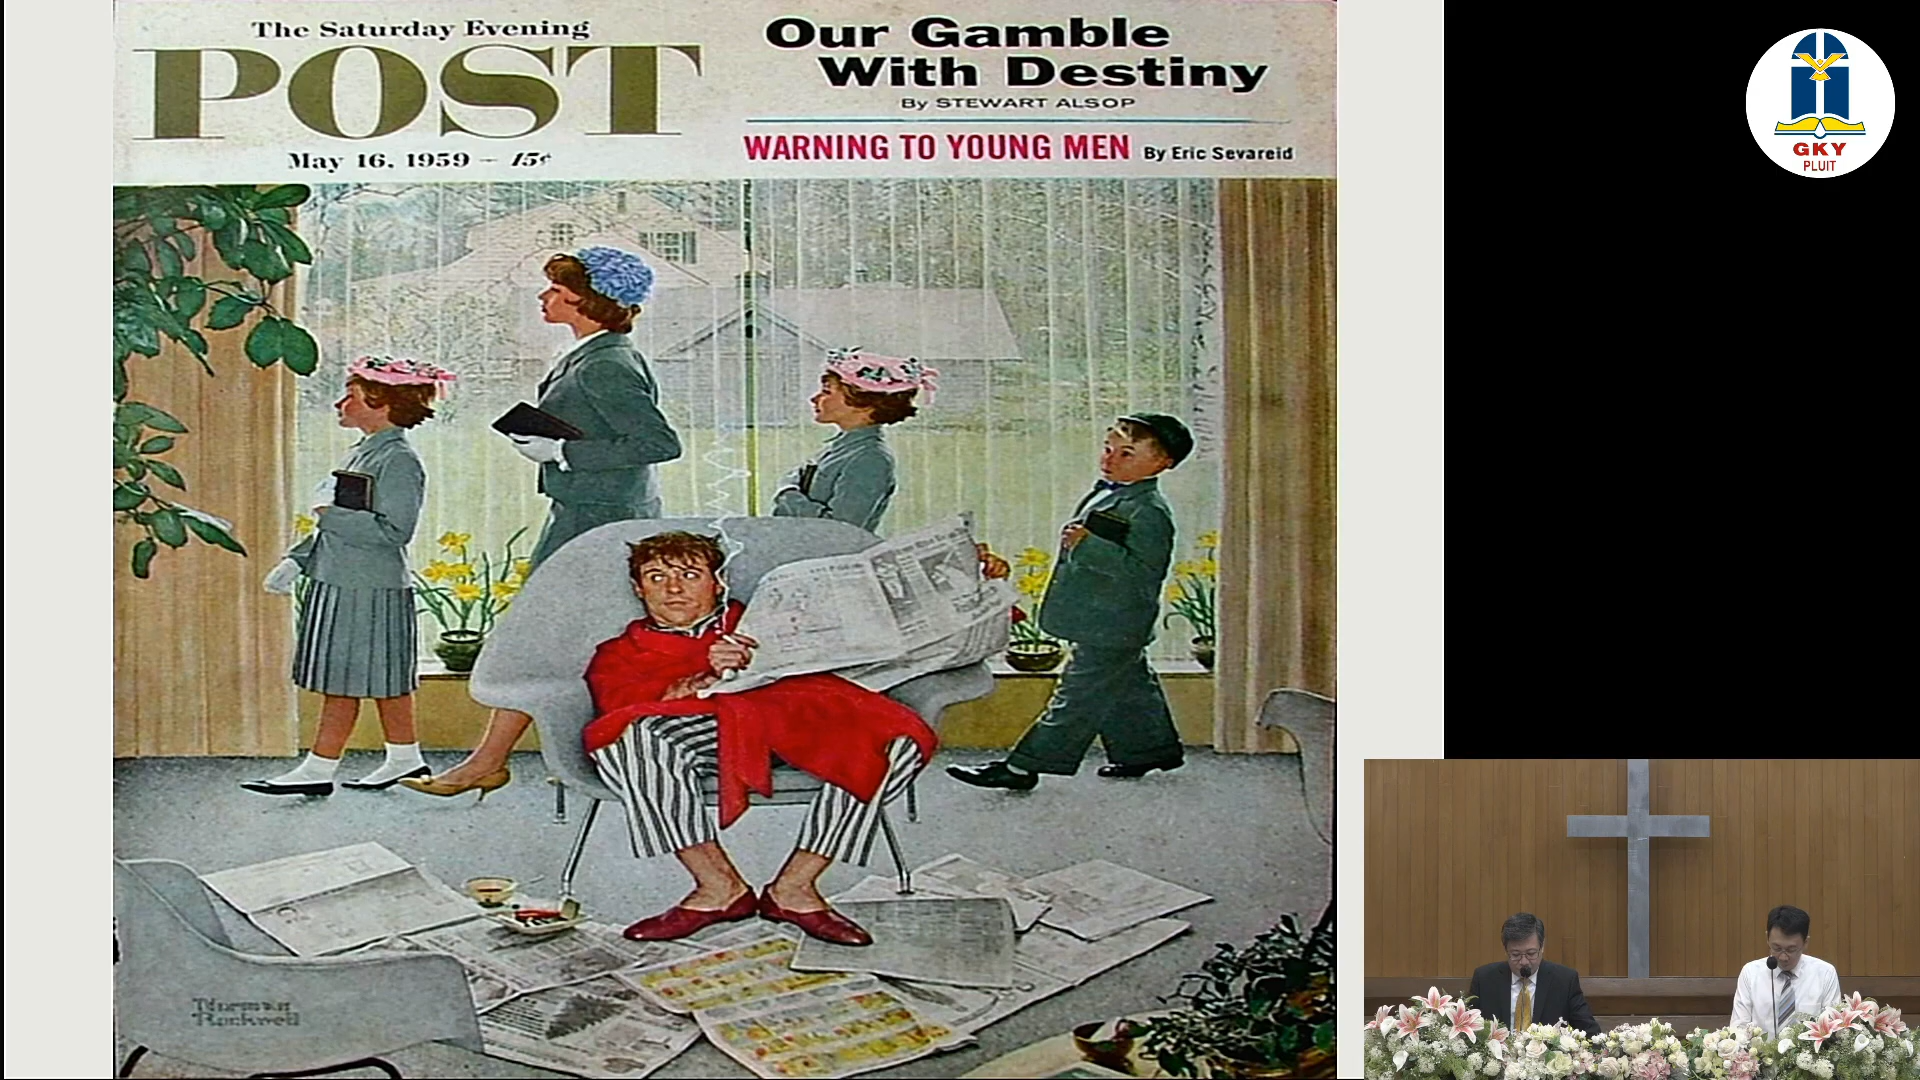 The Saturday Evening
POST
May 16, 1959 – 15¢
Our Gamble
With Destiny
By STEWART ALSOP
WARNING TO YOUNG MEN By Eric Sevareid
Norman
Rockwell
GKY
PLUIT